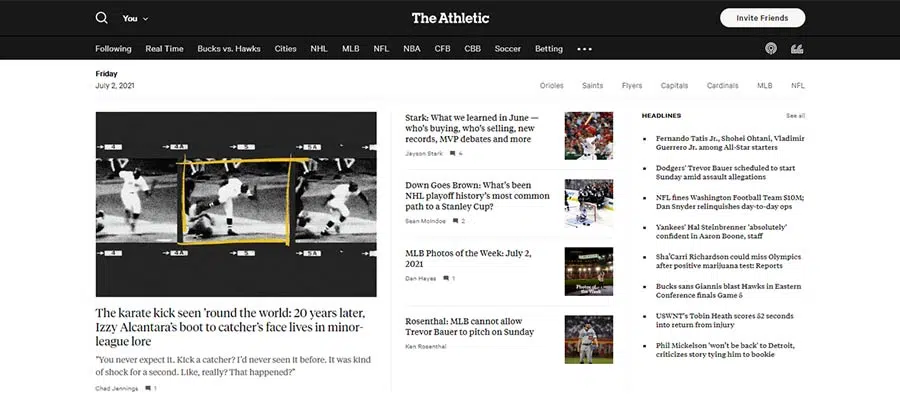 You
The Athletic
Invite Friends
Following Real Time Bucks vs. Hawks Cities NHL MLB NFL NBA CFB CBB Soccer Betting
Friday
July 2, 2021
Orioles Saints Flyers Capitals Cardinals MLB NFL
4 4A 5 5A
4 4A 5 5A
The karate kick seen 'round the world: 20 years later,
Izzy Alcantara's boot to catcher's face lives in minor-
league lore
"You never expect it. Kick a catcher? I'd never seen it before. It was kind
of shock for a second. Like, really? That happened?"
Chad Jennings 1
Stark: What we learned in June —
who's buying, who's selling, new
records, MVP debates and more
Jayson Stark 4
Down Goes Brown: What's been
NHL playoff history's most common
path to a Stanley Cup?
Sean McIndoe 2
MLB Photos of the Week: July 2,
2021
Dan Hayes 1
Photos of
the Week
Rosenthal: MLB cannot allow
Trevor Bauer to pitch on Sunday
Ken Rosenthal
HEADLINES See all
Fernando Tatis Jr., Shohei Ohtani, Vladimir
Guerrero Jr. among All-Star starters
Dodgers' Trevor Bauer scheduled to start
Sunday amid assault allegations
NFL fines Washington Football Team $10M;
Dan Snyder relinquishes day-to-day ops
Yankees' Hal Steinbrenner 'absolutely'
confident in Aaron Boone, staff
Sha'Carri Richardson could miss Olympics
after positive marijuana test: Reports
Bucks sans Giannis blast Hawks in Eastern
Conference finals Game 5
USWNT's Tobin Heath scores 52 seconds
into return from injury
Phil Mickelson 'won't be back' to Detroit,
criticizes story tying him to bookie